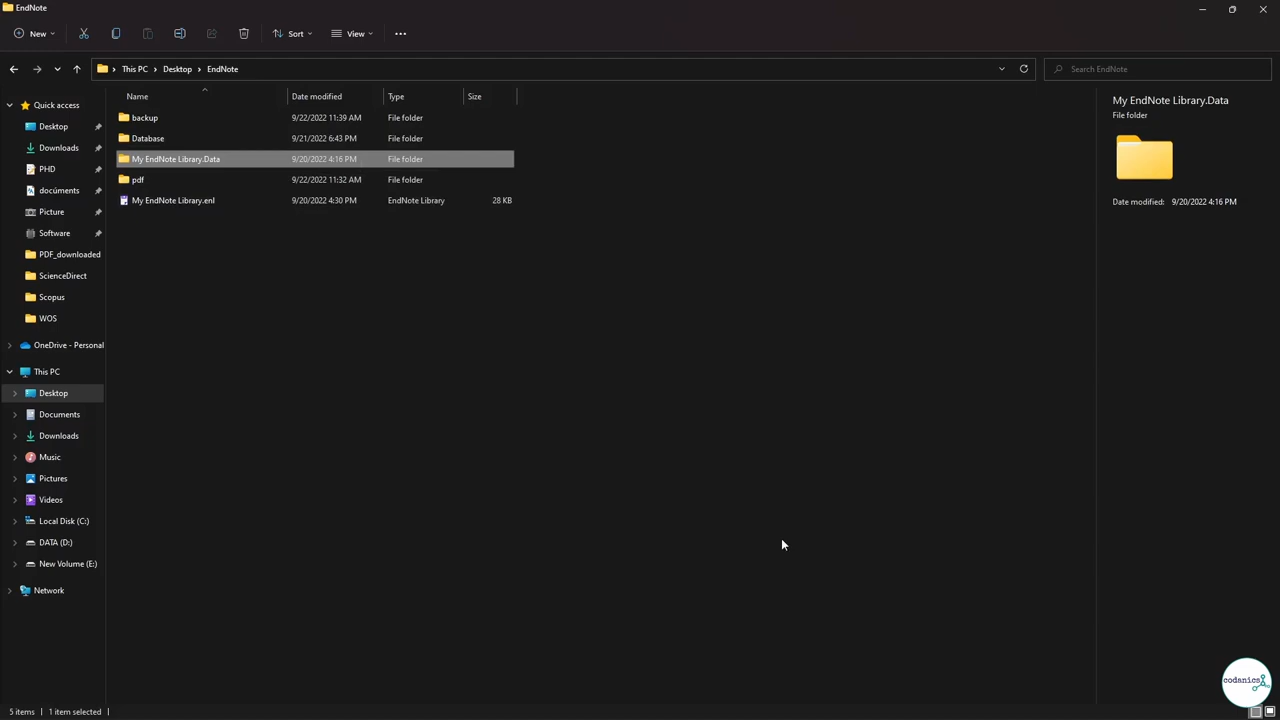 EndNote
New
Sort
View
This PC > Desktop > EndNote
Search EndNote
Name Date modified Type Size
backup 9/22/2022 11:39 AM File folder
Database 9/21/2022 6:43 PM File folder
My EndNote Library.Data 9/20/2022 4:16 PM File folder
pdf 9/22/2022 11:32 AM File folder
My EndNote Library.enl 9/20/2022 4:30 PM EndNote Library 28 KB
Quick access
Desktop
Downloads
PHD
documents
Picture
Software
PDF_downloaded
ScienceDirect
Scopus
WOS
OneDrive - Personal
This PC
Desktop
Documents
Downloads
Music
Pictures
Videos
Local Disk (C:)
DATA (D:)
New Volume (E:)
Network
My EndNote Library.Data
File folder
Date modified: 9/20/2022 4:16 PM
codanics
5 items | 1 item selected |